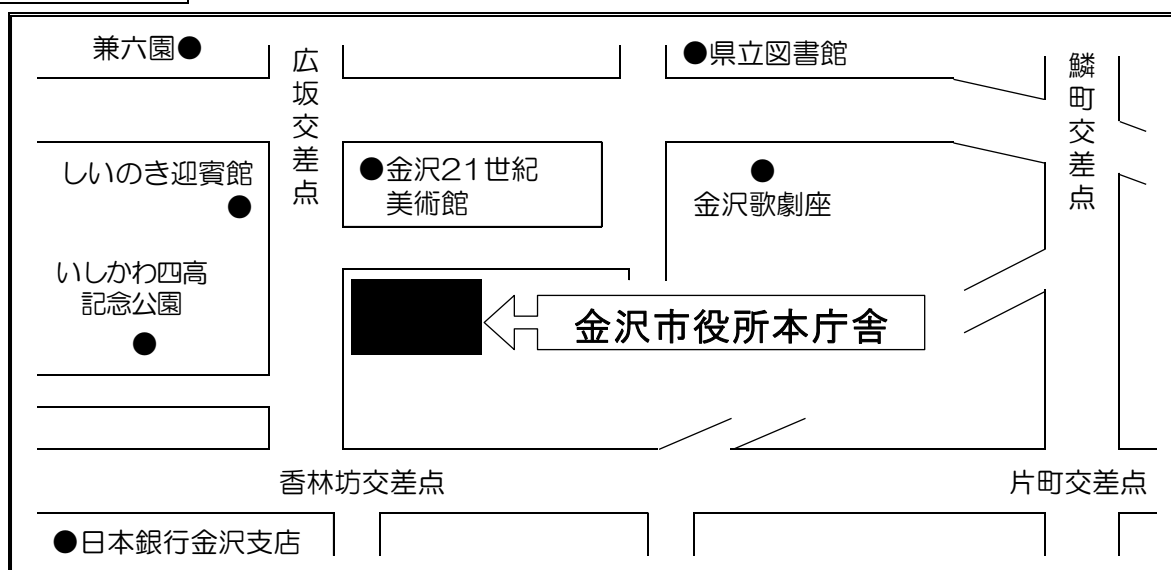 兼六園●
広坂交差点
●県立図書館
鱗町交差点
しいのき迎賓館
●金沢21世紀
美術館
金沢歌劇座
いしかわ四高
記念公園
金沢市役所本庁舎
香林坊交差点
片町交差点
●日本銀行金沢支店